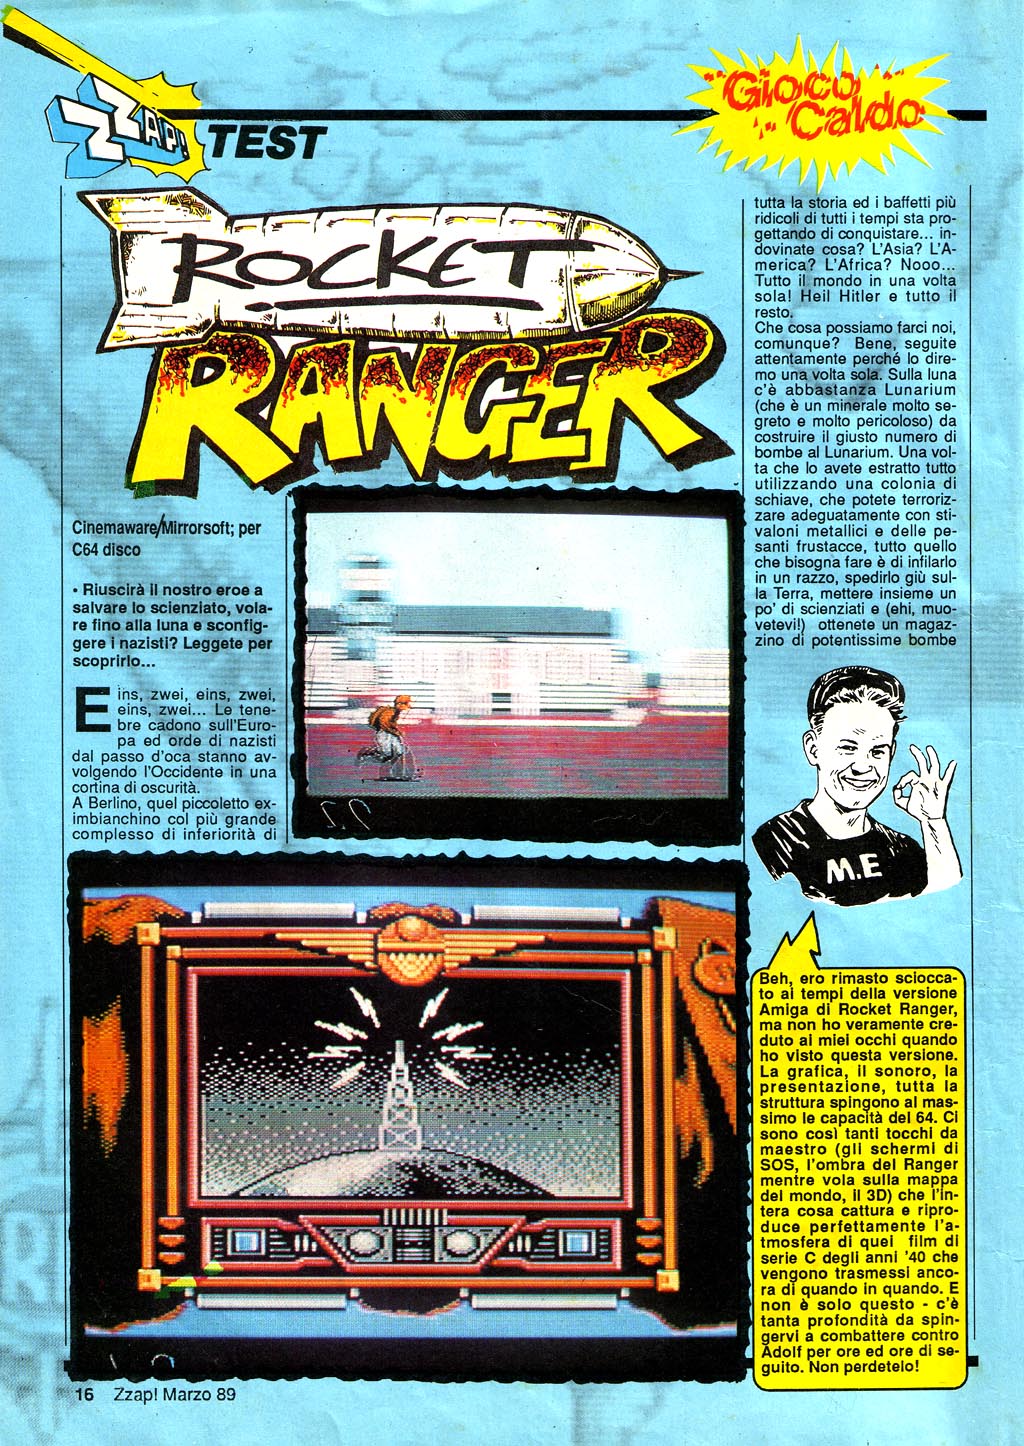 ZZAP!
TEST
Gioco
Caldo
ROCKET
RANGER
Cinemaware/Mirrorsoft; per
C64 disco
• Riuscirà il nostro eroe a
salvare lo scienziato, vola-
re fino alla luna e sconfig-
gere i nazisti? Leggete per
scoprirlo...
Eins, zwei, eins, zwei,
eins, zwei... Le tene-
bre cadono sull'Euro-
pa ed orde di nazisti
dal passo d'oca stanno av-
volgendo l'Occidente in una
cortina di oscurità.
A Berlino, quel piccoletto ex-
imbianchino col più grande
complesso di inferiorità di
tutta la storia ed i baffetti più
ridicoli di tutti i tempi sta pro-
gettando di conquistare... in-
dovinate cosa? L'Asia? L'A-
merica? L'Africa? Nooo...
Tutto il mondo in una volta
sola! Heil Hitler e tutto il
resto.
Che cosa possiamo farci noi,
comunque? Bene, seguite
attentamente perché lo dire-
mo una volta sola. Sulla luna
c'è abbastanza Lunarium
(che è un minerale molto se-
greto e molto pericoloso) da
costruire il giusto numero di
bombe al Lunarium. Una vol-
ta che lo avete estratto tutto
utilizzando una colonia di
schiave, che potete terroriz-
zare adeguatamente con sti-
valoni metallici e delle pe-
santi frustacce, tutto quello
che bisogna fare è di infilarlo
in un razzo, spedirlo giù sul-
la Terra, mettere insieme un
po' di scienziati e (ehi, muo-
vetevi!) ottenete un magaz-
zino di potentissime bombe
M.E
Beh, ero rimasto sciocca-
to ai tempi della versione
Amiga di Rocket Ranger,
ma non ho veramente cre-
duto ai miei occhi quando
ho visto questa versione.
La grafica, il sonoro, la
presentazione, tutta la
struttura spingono al mas-
simo le capacità del 64. Ci
sono così tanti tocchi da
maestro (gli schermi di
SOS, l'ombra del Ranger
mentre vola sulla mappa
del mondo, il 3D) che l'in-
tera cosa cattura e ripro-
duce perfettamente l'a-
tmosfera di quei film di
serie C degli anni '40 che
vengono trasmessi anco-
ra di quando in quando. E
non è solo questo - c'è
tanta profondità da spin-
gervi a combattere contro
Adolf per ore ed ore di se-
guito. Non perdetelo!
16 Zzap! Marzo 89